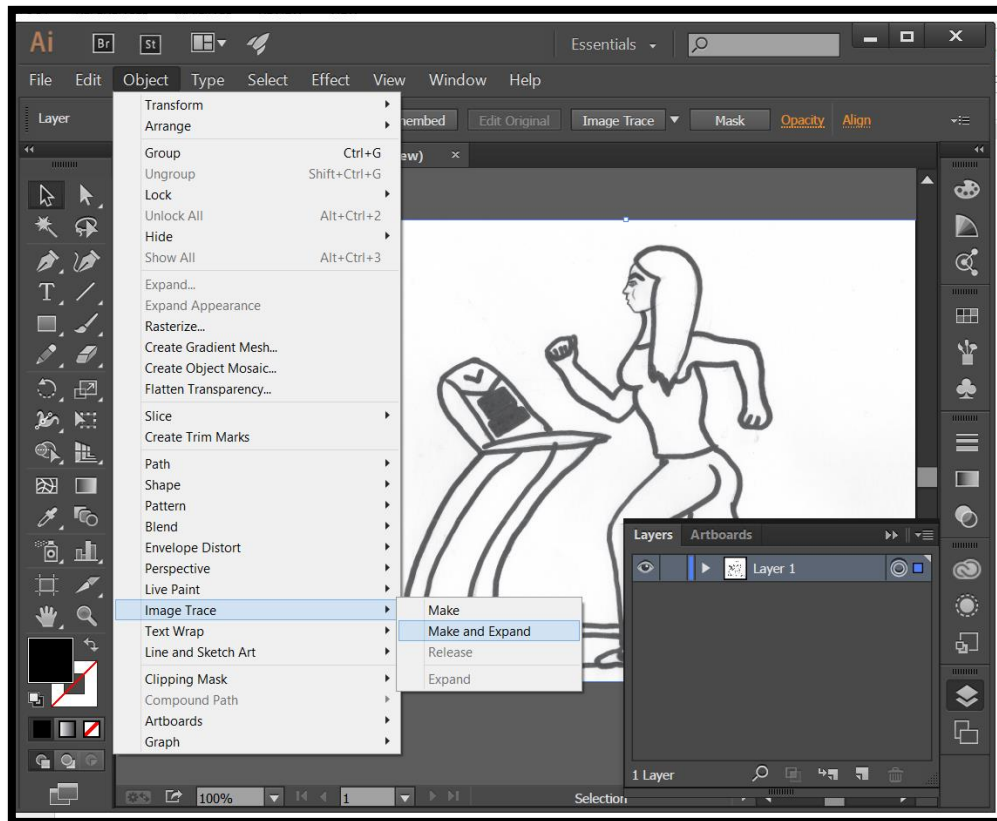 Ai Br St Essentials
File Edit Object Type Select Effect View Window Help
Layer Edit Original Image Trace Mask Opacity Align
Transform
Arrange
Group Ctrl+G
Ungroup Shift+Ctrl+G
Lock
Unlock All Alt+Ctrl+2
Hide
Show All Alt+Ctrl+3
Expand...
Expand Appearance
Rasterize...
Create Gradient Mesh...
Create Object Mosaic...
Flatten Transparency...
Slice
Create Trim Marks
Path
Shape
Pattern
Blend
Envelope Distort
Perspective
Live Paint
Image Trace
Text Wrap
Line and Sketch Art
Clipping Mask
Compound Path
Artboards
Graph
Make
Make and Expand
Release
Expand
Layers Artboards
Layer 1
1 Layer
100% 1 Selection